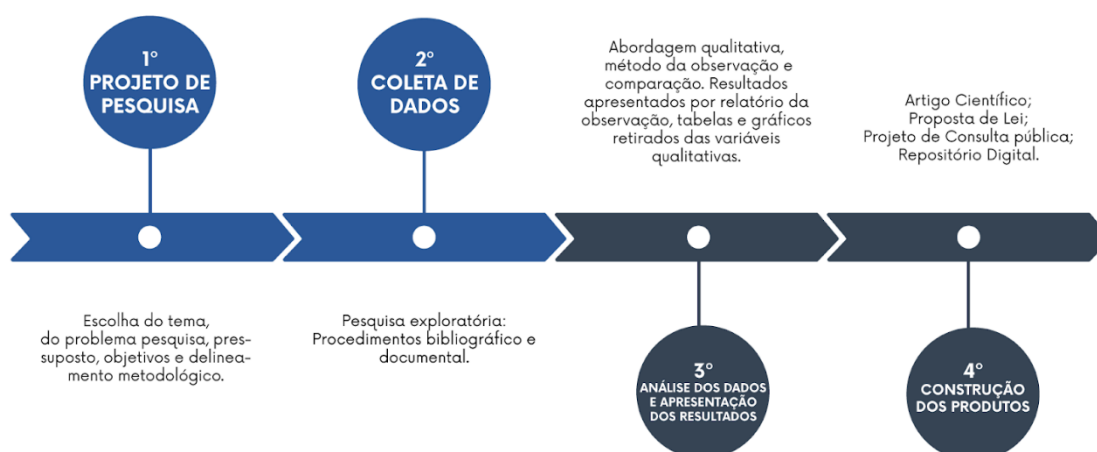 1°
PROJETO DE
PESQUISA
Escolha do tema,
do problema pesquisa, pres-
suposto, objetivos e delinea-
mento metodológico.
2°
COLETA DE
DADOS
Pesquisa exploratória:
Procedimentos bibliográfico e
documental.
Abordagem qualitativa,
método da observação e
comparação. Resultados
apresentados por relatório da
observação, tabelas e gráficos
retirados das variáveis
qualitativas.
3°
ANÁLISE DOS DADOS
E APRESENTAÇÃO
DOS RESULTADOS
Artigo Científico;
Proposta de Lei;
Projeto de Consulta pública;
Repositório Digital.
4°
CONSTRUÇÃO
DOS PRODUTOS